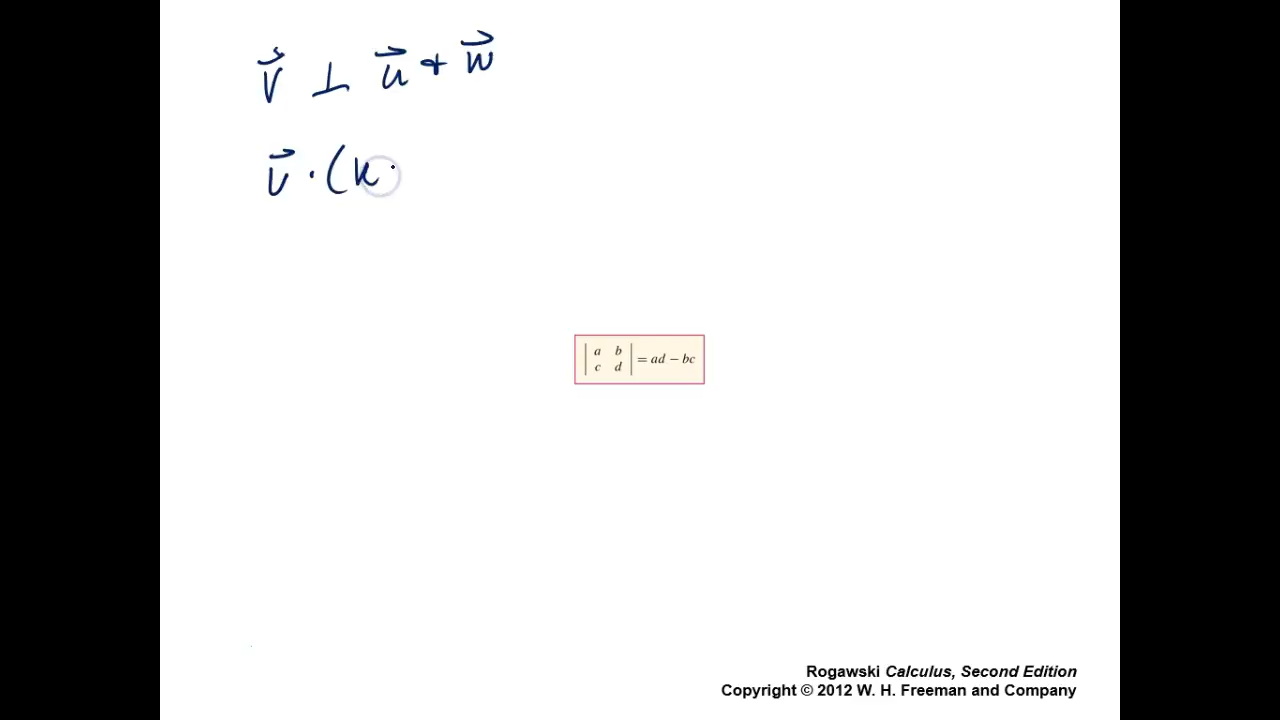 v⃗ ⊥ u⃗ + w⃗
v⃗ · (u
| a b |
| c d | = ad − bc
Rogawski Calculus, Second Edition
Copyright © 2012 W. H. Freeman and Company